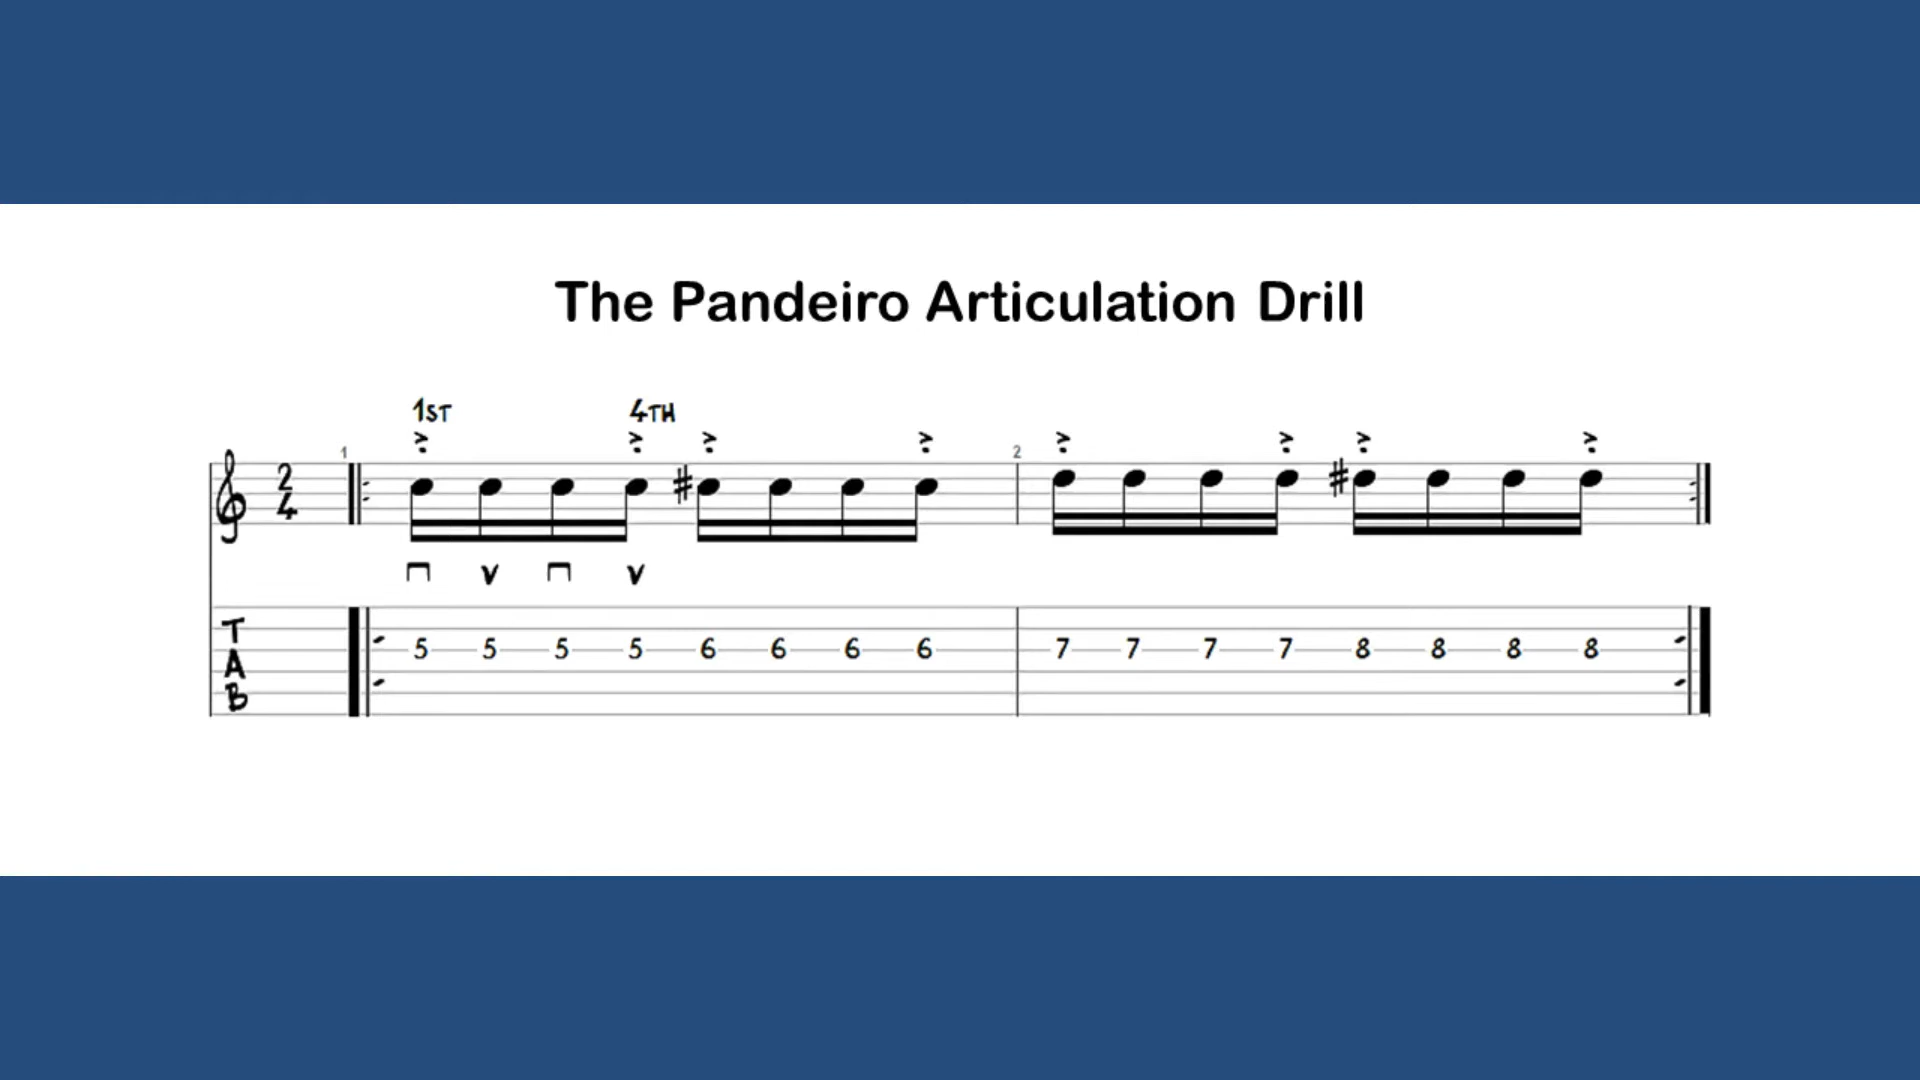 The Pandeiro Articulation Drill
1ST 4TH
1 2
2
4
T
A
B
5 5 5 5 6 6 6 6 7 7 7 7 8 8 8 8